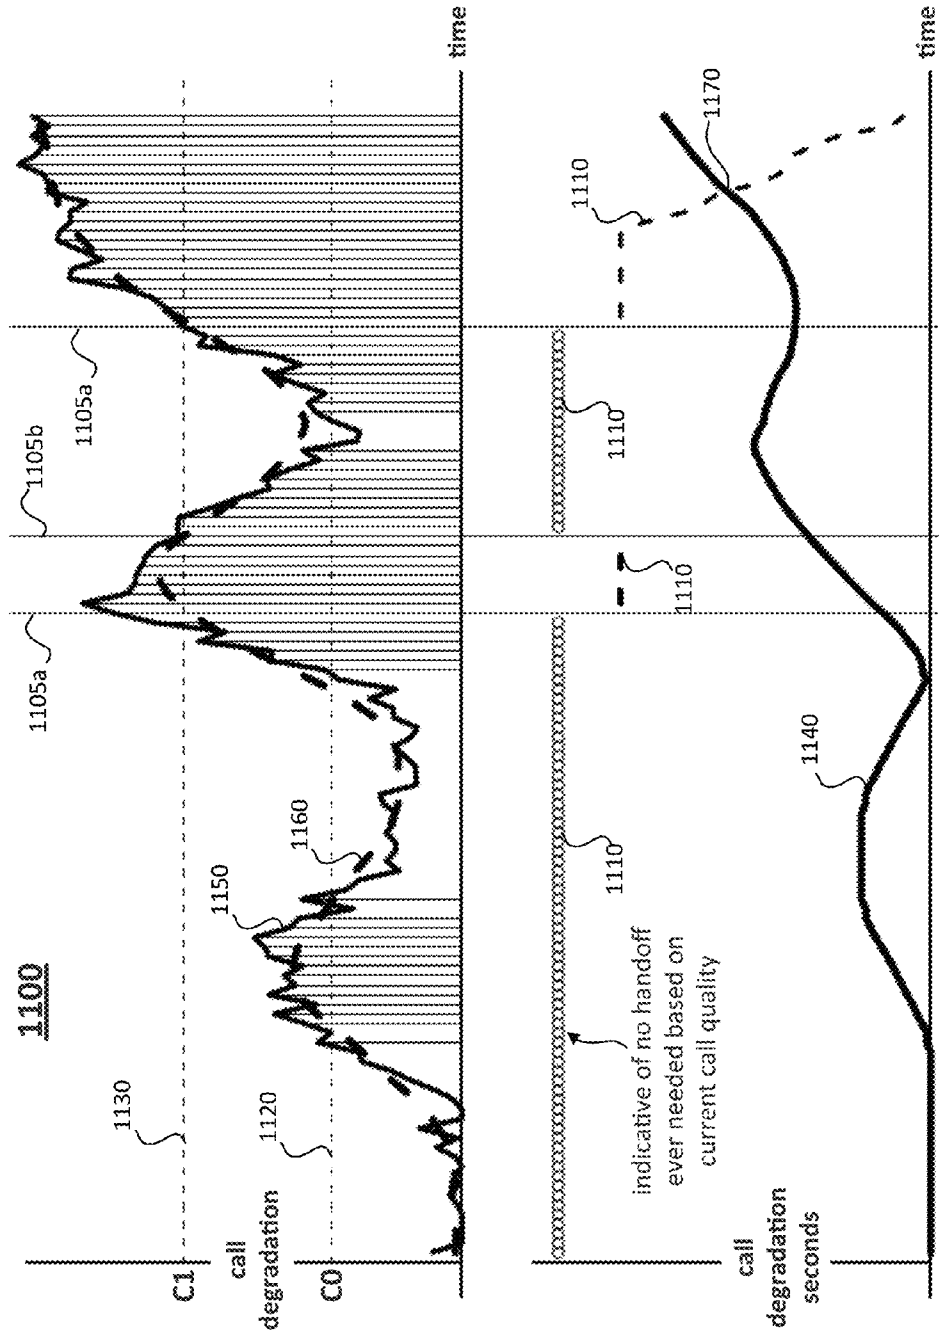 1100
1130
C1
call
degradation
C0
1120
1150
1160
1105a
1105b
1105a
time
call
degradation
seconds
indicative of no handoff
ever needed based on
current call quality
1110
1140
1110
1110
1110
1170
time